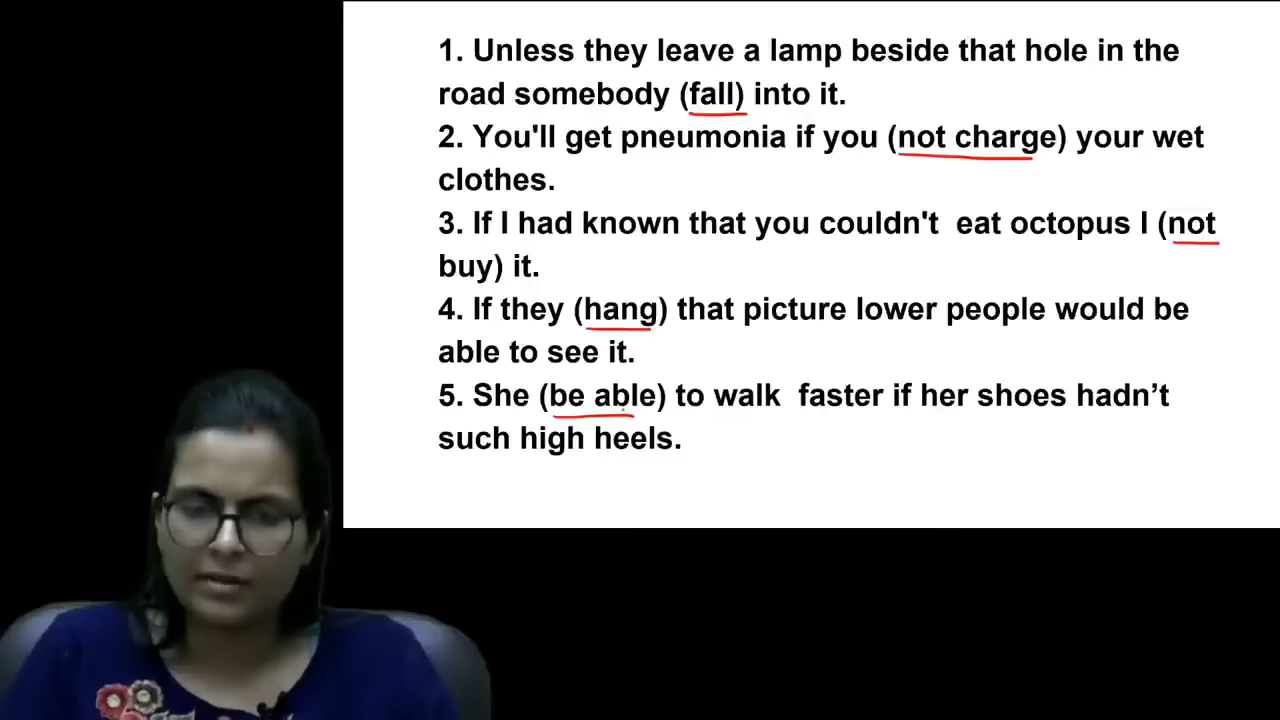 1. Unless they leave a lamp beside that hole in the
road somebody (fall) into it.
2. You'll get pneumonia if you (not charge) your wet
clothes.
3. If I had known that you couldn't  eat octopus I (not
buy) it.
4. If they (hang) that picture lower people would be
able to see it.
5. She (be able) to walk  faster if her shoes hadn’t
such high heels.